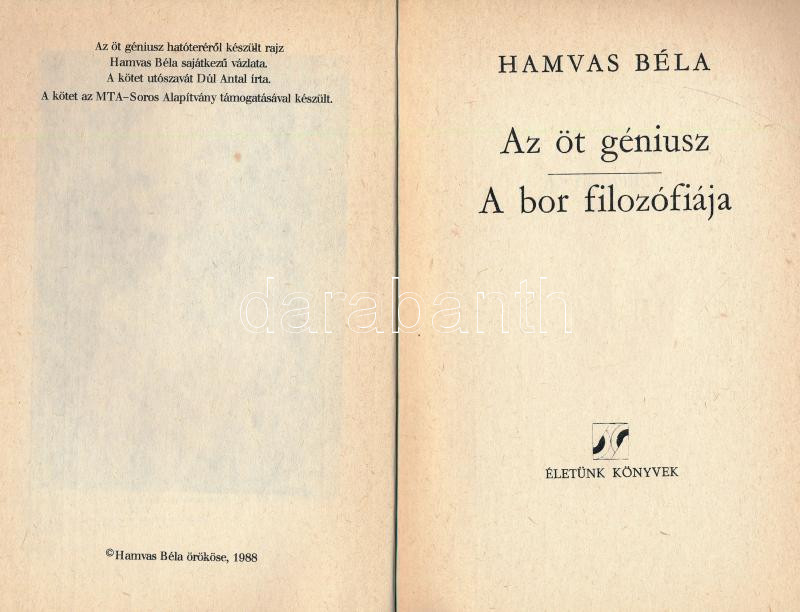 Az öt géniusz hatóteréről készült rajz
Hamvas Béla sajátkezű vázlata.
A kötet utószavát Dúl Antal írta.
A kötet az MTA–Soros Alapítvány támogatásával készült.
©Hamvas Béla örököse, 1988
HAMVAS BÉLA
Az öt géniusz
A bor filozófiája
ÉLETÜNK KÖNYVEK
darabanth